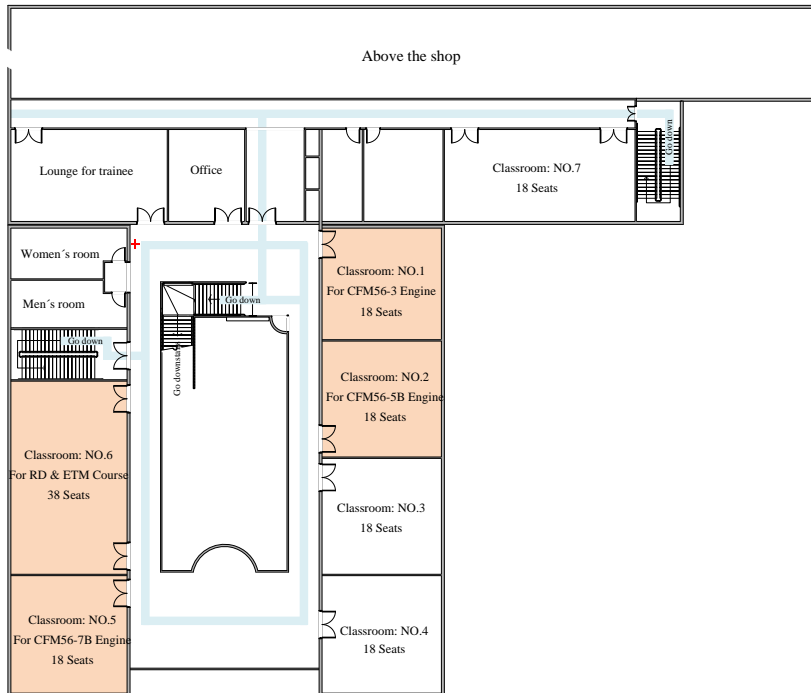 Above the shop
Go down
Lounge for trainee
Office
Classroom: NO.7
18 Seats
Women´s room
Men´s room
Classroom: NO.1
For CFM56-3 Engine
18 Seats
Go down
Go down
Go downstairs
Classroom: NO.2
For CFM56-5B Engine
18 Seats
Classroom: NO.6
For RD & ETM Course
38 Seats
Classroom: NO.3
18 Seats
Classroom: NO.5
For CFM56-7B Engine
18 Seats
Classroom: NO.4
18 Seats